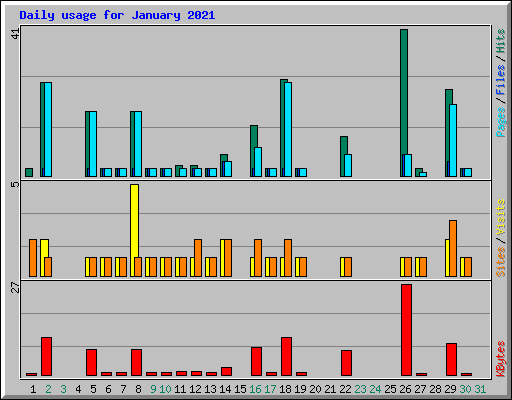 Daily usage for January 2021
41
5
27
Pages / Files / Hits
Sites / Visits
KBytes
1 2 3 4 5 6 7 8 9 10 11 12 13 14 15 16 17 18 19 20 21 22 23 24 25 26 27 28 29 30 31